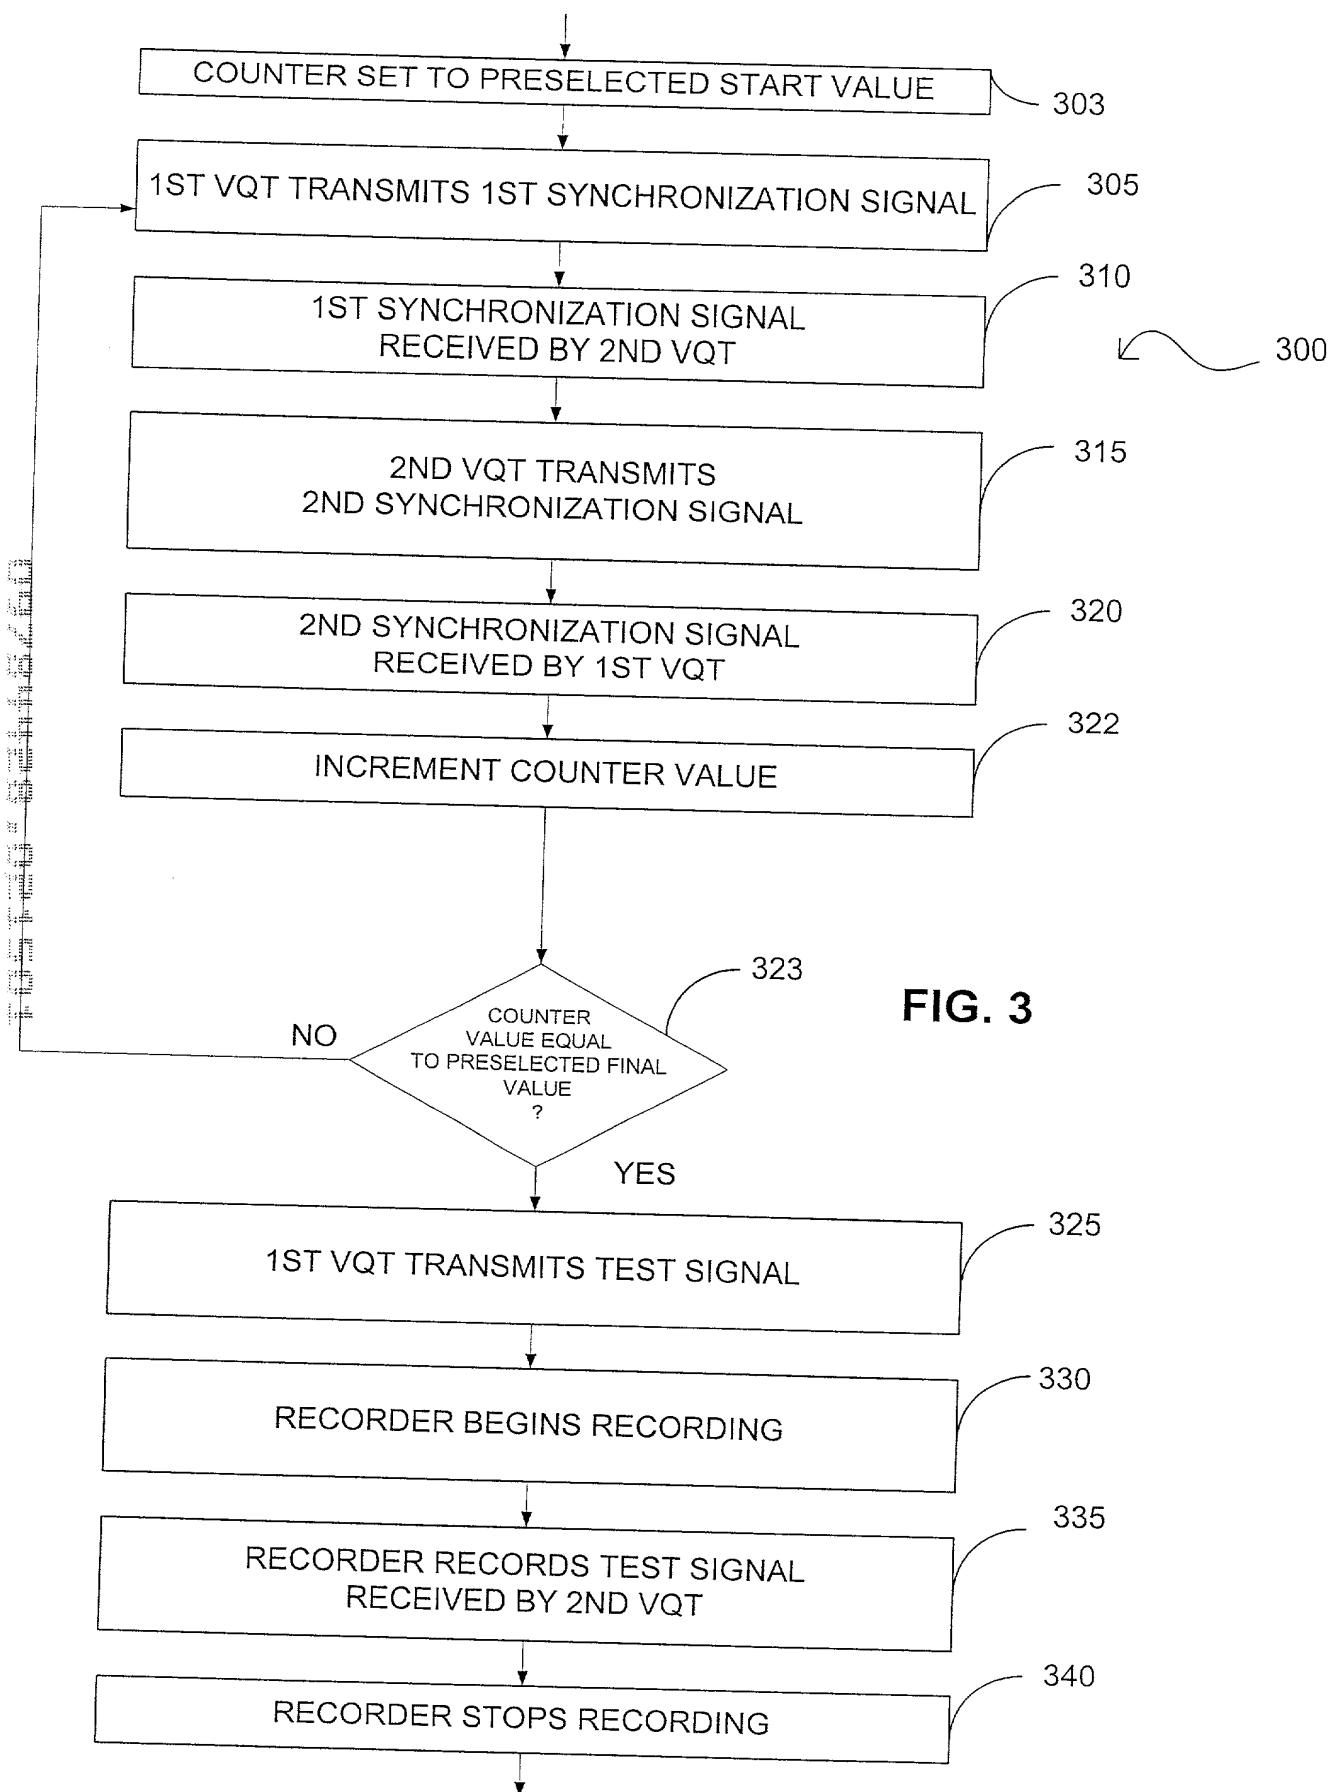 COUNTER SET TO PRESELECTED START VALUE
303
1ST VQT TRANSMITS 1ST SYNCHRONIZATION SIGNAL
305
1ST SYNCHRONIZATION SIGNAL
RECEIVED BY 2ND VQT
310
300
2ND VQT TRANSMITS
2ND SYNCHRONIZATION SIGNAL
315
2ND SYNCHRONIZATION SIGNAL
RECEIVED BY 1ST VQT
320
INCREMENT COUNTER VALUE
322
323
COUNTER
VALUE EQUAL
TO PRESELECTED FINAL
VALUE
?
NO
YES
FIG. 3
1ST VQT TRANSMITS TEST SIGNAL
325
RECORDER BEGINS RECORDING
330
RECORDER RECORDS TEST SIGNAL
RECEIVED BY 2ND VQT
335
RECORDER STOPS RECORDING
340